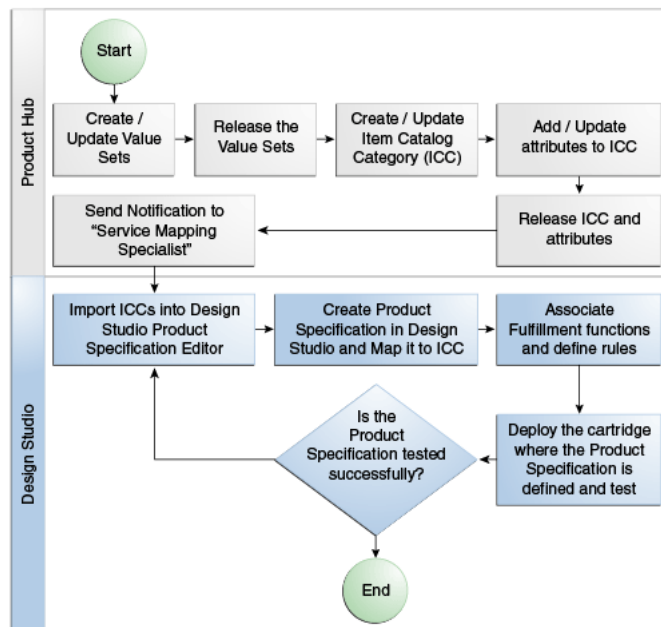 Product Hub
Start
Create /
Update Value
Sets
Release the
Value Sets
Create / Update
Item Catalog
Category (ICC)
Add / Update
attributes to ICC
Send Notification to
“Service Mapping
Specialist”
Release ICC and
attributes
Design Studio
Import ICCs into Design
Studio Product
Specification Editor
Create Product
Specification in Design
Studio and Map it to ICC
Associate
Fulfillment functions
and define rules
Is the
Product
Specification tested
successfully?
Deploy the cartridge
where the Product
Specification is
defined and test
End